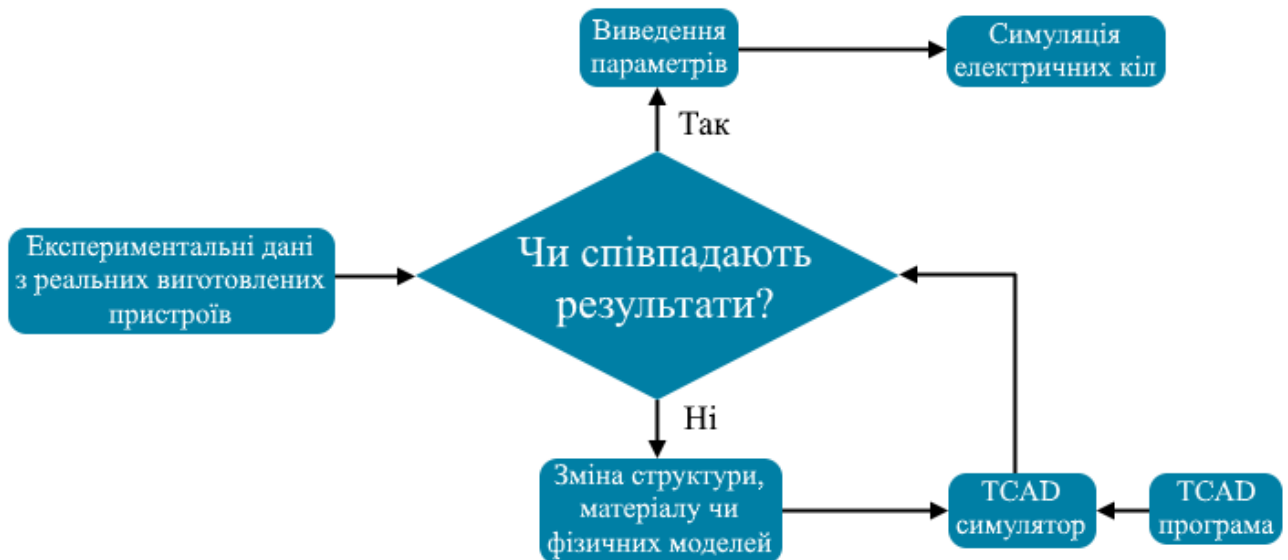 Виведення
параметрів
Симуляція
електричних кіл
Так
Експериментальні дані
з реальних виготовлених
пристроїв
Чи співпадають
результати?
Ні
Зміна структури,
матеріалу чи
фізичних моделей
TCAD
симулятор
TCAD
програма